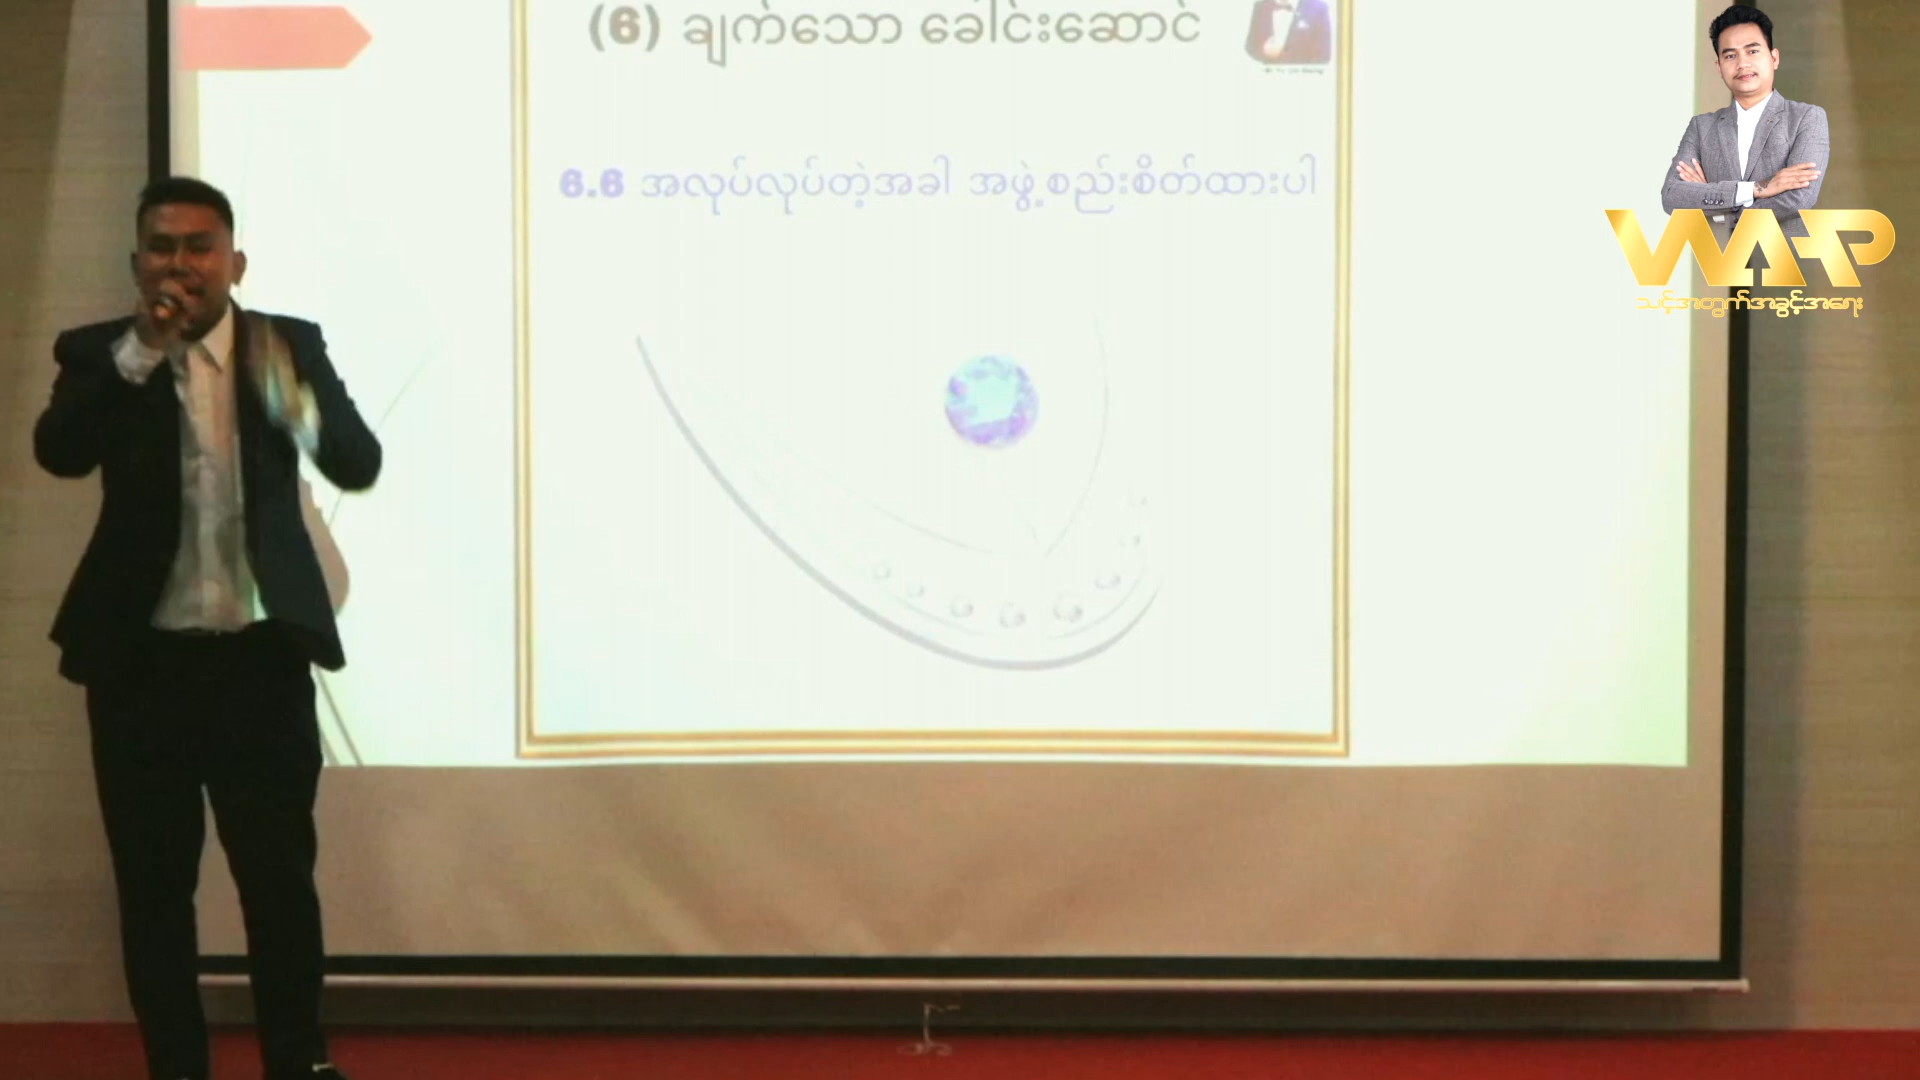 (6) ချက်သော ခေါင်းဆောင်
6.6 အလုပ်လုပ်တဲ့အခါ အဖွဲ့စည်းစိတ်ထားပါ
WAP
သင့်အတွက်အခွင့်အရေး